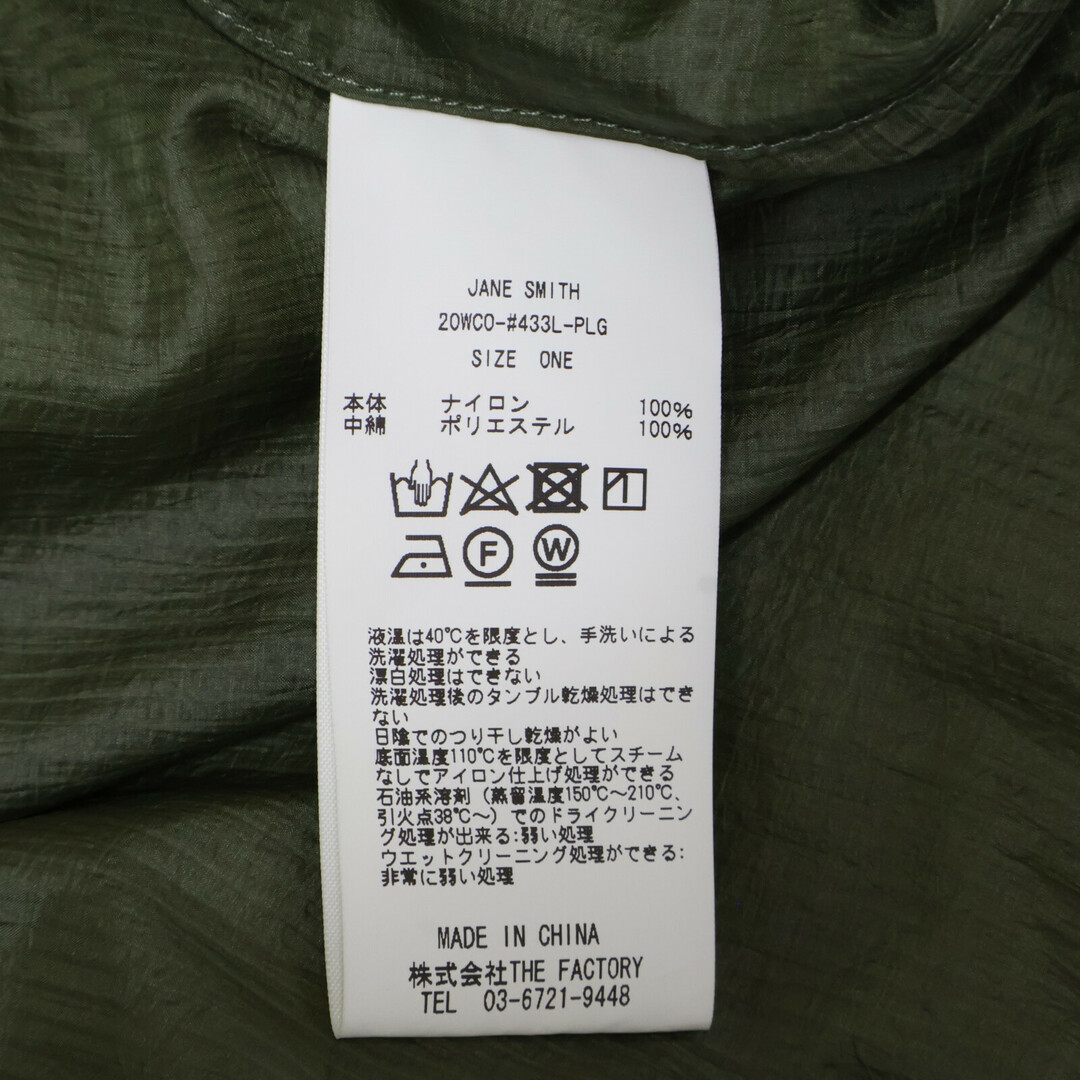 JANE SMITH
20WCO-#433L-PLG
SIZE ONE
本体 ナイロン 100%
中綿 ポリエステル 100%
F W
液温は40℃を限度とし、手洗いによる
洗濯処理ができる
漂白処理はできない
洗濯処理後のタンブル乾燥処理はでき
ない
日陰でのつり干し乾燥がよい
底面温度110℃を限度としてスチーム
なしでアイロン仕上げ処理ができる
石油系溶剤（蒸留温度150℃～210℃、
引火点38℃～）でのドライクリーニン
グ処理が出来る:弱い処理
ウエットクリーニング処理ができる:
非常に弱い処理
MADE IN CHINA
株式会社THE FACTORY
TEL 03-6721-9448